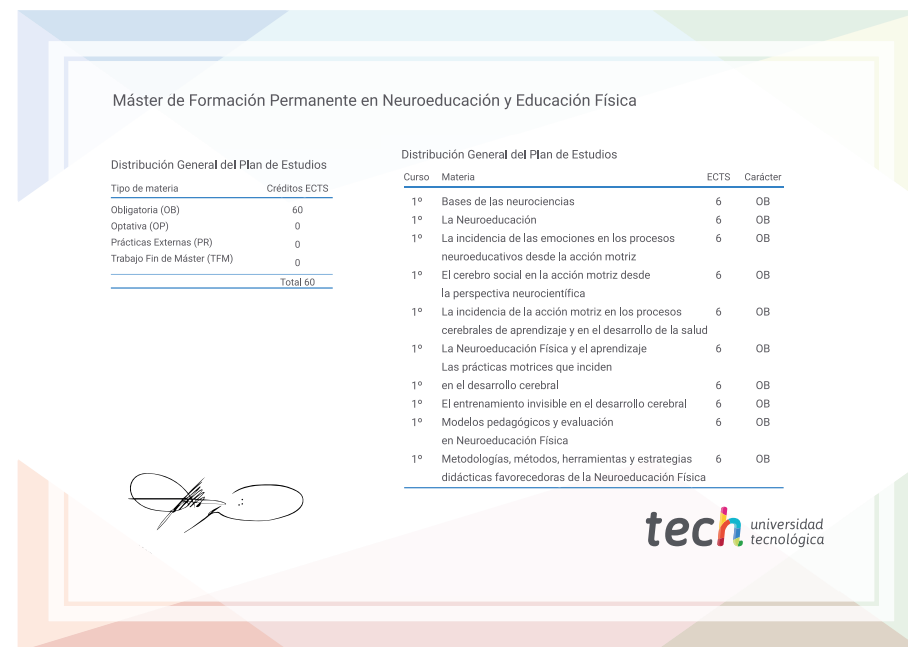 Máster de Formación Permanente en Neuroeducación y Educación Física
Distribución General del Plan de Estudios
Tipo de materia Créditos ECTS
Obligatoria (OB) 60
Optativa (OP) 0
Prácticas Externas (PR) 0
Trabajo Fin de Máster (TFM) 0
Total 60
Distribución General del Plan de Estudios
Curso Materia ECTS Carácter
1º Bases de las neurociencias 6 OB
1º La Neuroeducación 6 OB
1º La incidencia de las emociones en los procesos 6 OB
neuroeducativos desde la acción motriz
1º El cerebro social en la acción motriz desde 6 OB
la perspectiva neurocientífica
1º La incidencia de la acción motriz en los procesos 6 OB
cerebrales de aprendizaje y en el desarrollo de la salud
1º La Neuroeducación Física y el aprendizaje 6 OB
Las prácticas motrices que inciden
1º en el desarrollo cerebral 6 OB
1º El entrenamiento invisible en el desarrollo cerebral 6 OB
1º Modelos pedagógicos y evaluación 6 OB
en Neuroeducación Física
1º Metodologías, métodos, herramientas y estrategias 6 OB
didácticas favorecedoras de la Neuroeducación Física
tech universidad
tecnológica